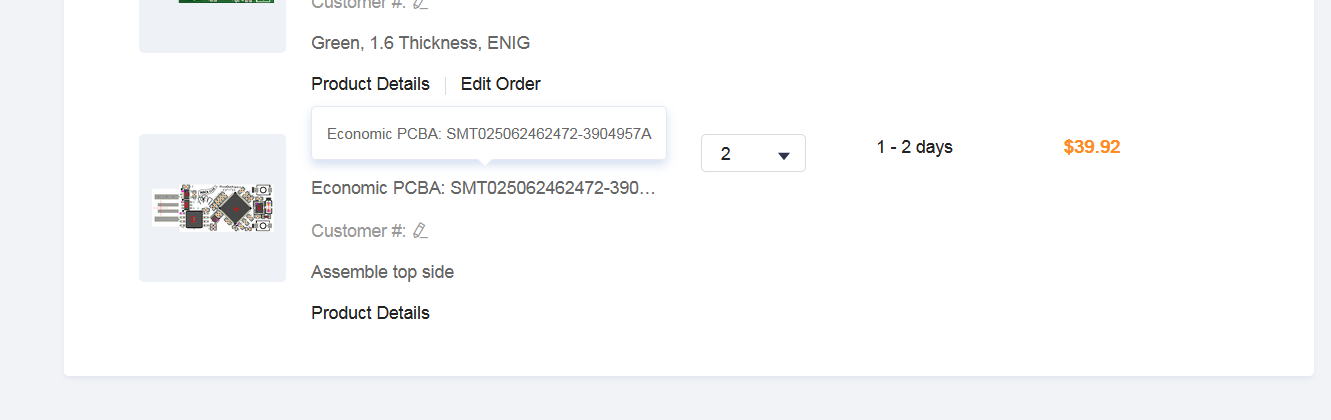 Customer #:
Green, 1.6 Thickness, ENIG
Product Details
Edit Order
Economic PCBA: SMT025062462472-3904957A
2
1 - 2 days
$39.92
Economic PCBA: SMT025062462472-390...
Customer #:
Assemble top side
Product Details